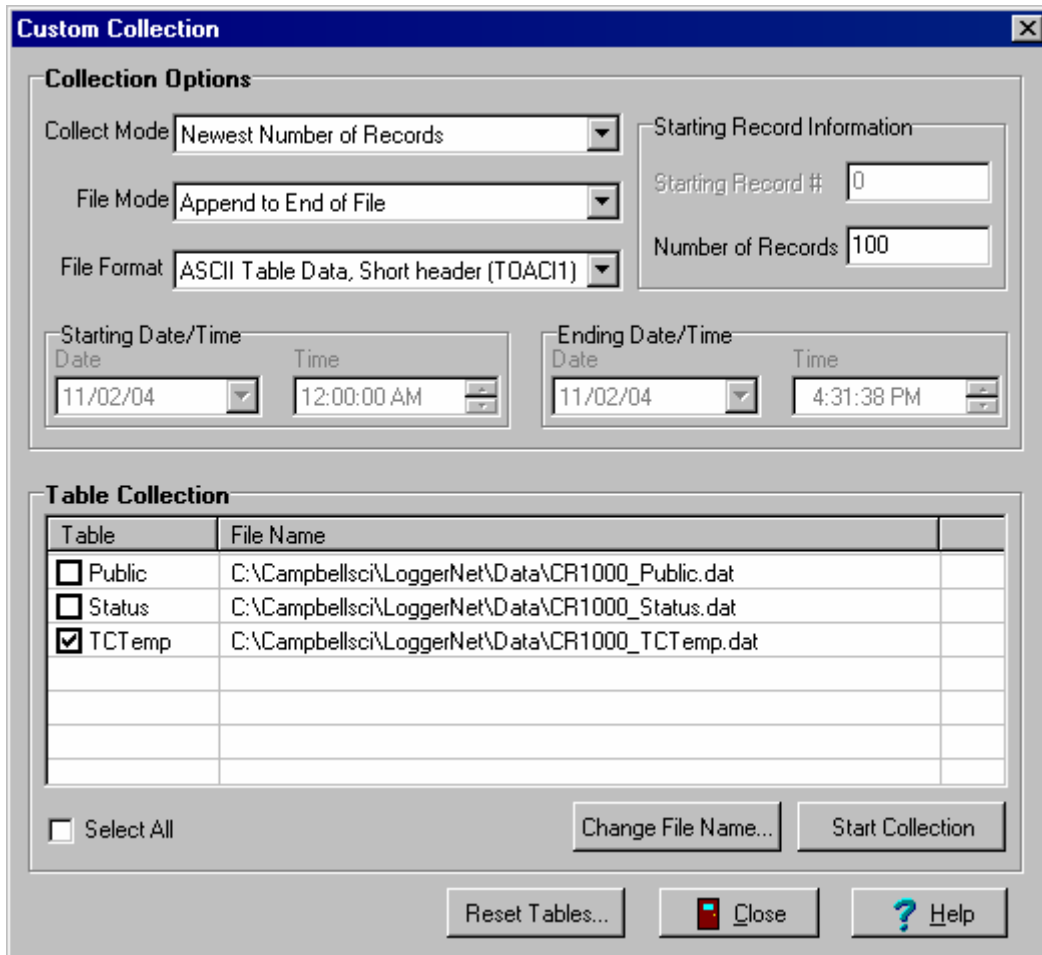 Custom Collection
Collection Options
Collect Mode Newest Number of Records
File Mode Append to End of File
File Format ASCII Table Data, Short header (TOACI1)
Starting Record Information
Starting Record # 0
Number of Records 100
Starting Date/Time
Date Time
11/02/04 12:00:00 AM
Ending Date/Time
Date Time
11/02/04 4:31:38 PM
Table Collection
Table File Name
Public C:\Campbellsci\LoggerNet\Data\CR1000_Public.dat
Status C:\Campbellsci\LoggerNet\Data\CR1000_Status.dat
TCTemp C:\Campbellsci\LoggerNet\Data\CR1000_TCTemp.dat
Select All
Change File Name...
Start Collection
Reset Tables...
Close
? Help